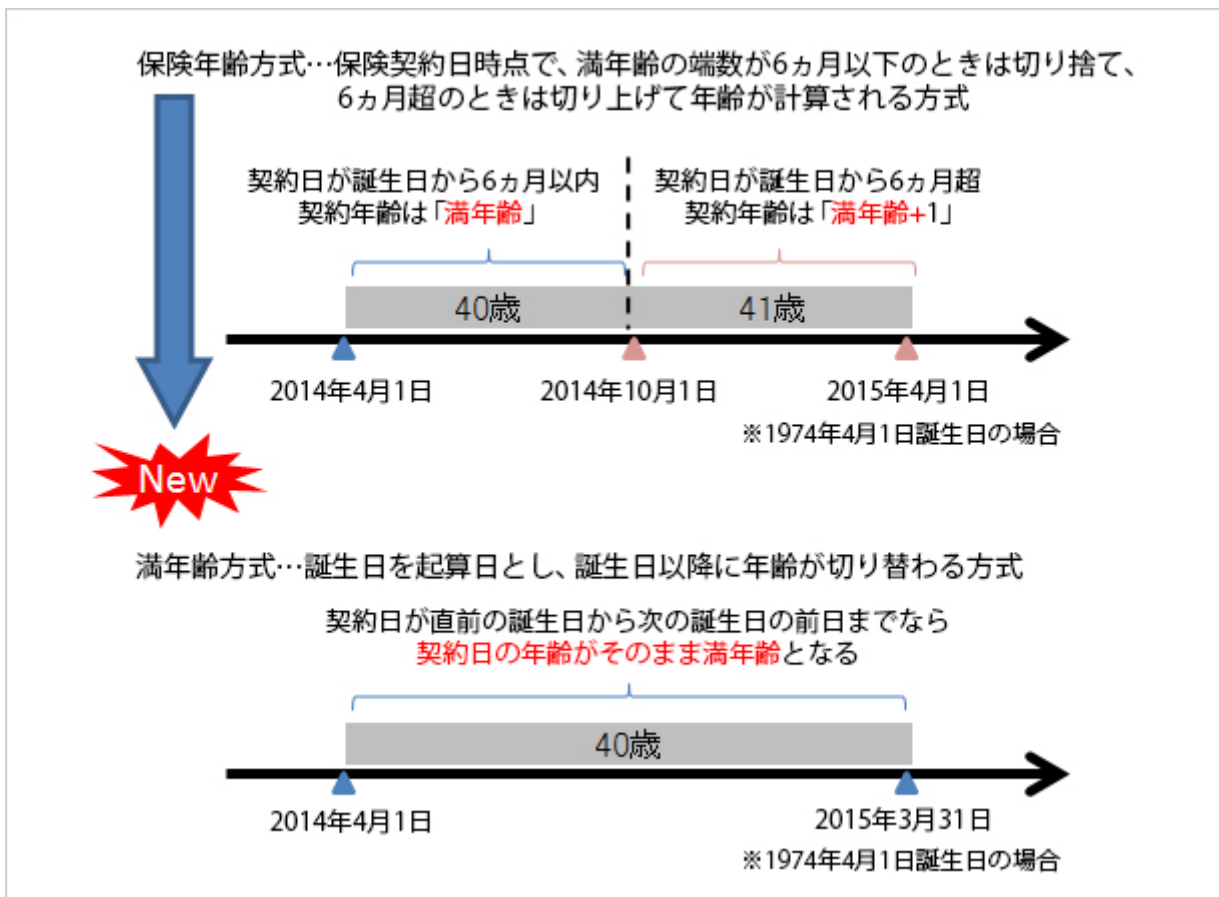 保険年齢方式…保険契約日時点で、満年齢の端数が6ヵ月以下のときは切り捨て、
6ヵ月超のときは切り上げて年齢が計算される方式
契約日が誕生日から6ヵ月以内
契約年齢は「満年齢」
契約日が誕生日から6ヵ月超
契約年齢は「満年齢+1」
40歳
41歳
2014年4月1日
2014年10月1日
2015年4月1日
※1974年4月1日誕生日の場合
New
満年齢方式…誕生日を起算日とし、誕生日以降に年齢が切り替わる方式
契約日が直前の誕生日から次の誕生日の前日までなら
契約日の年齢がそのまま満年齢となる
40歳
2014年4月1日
2015年3月31日
※1974年4月1日誕生日の場合